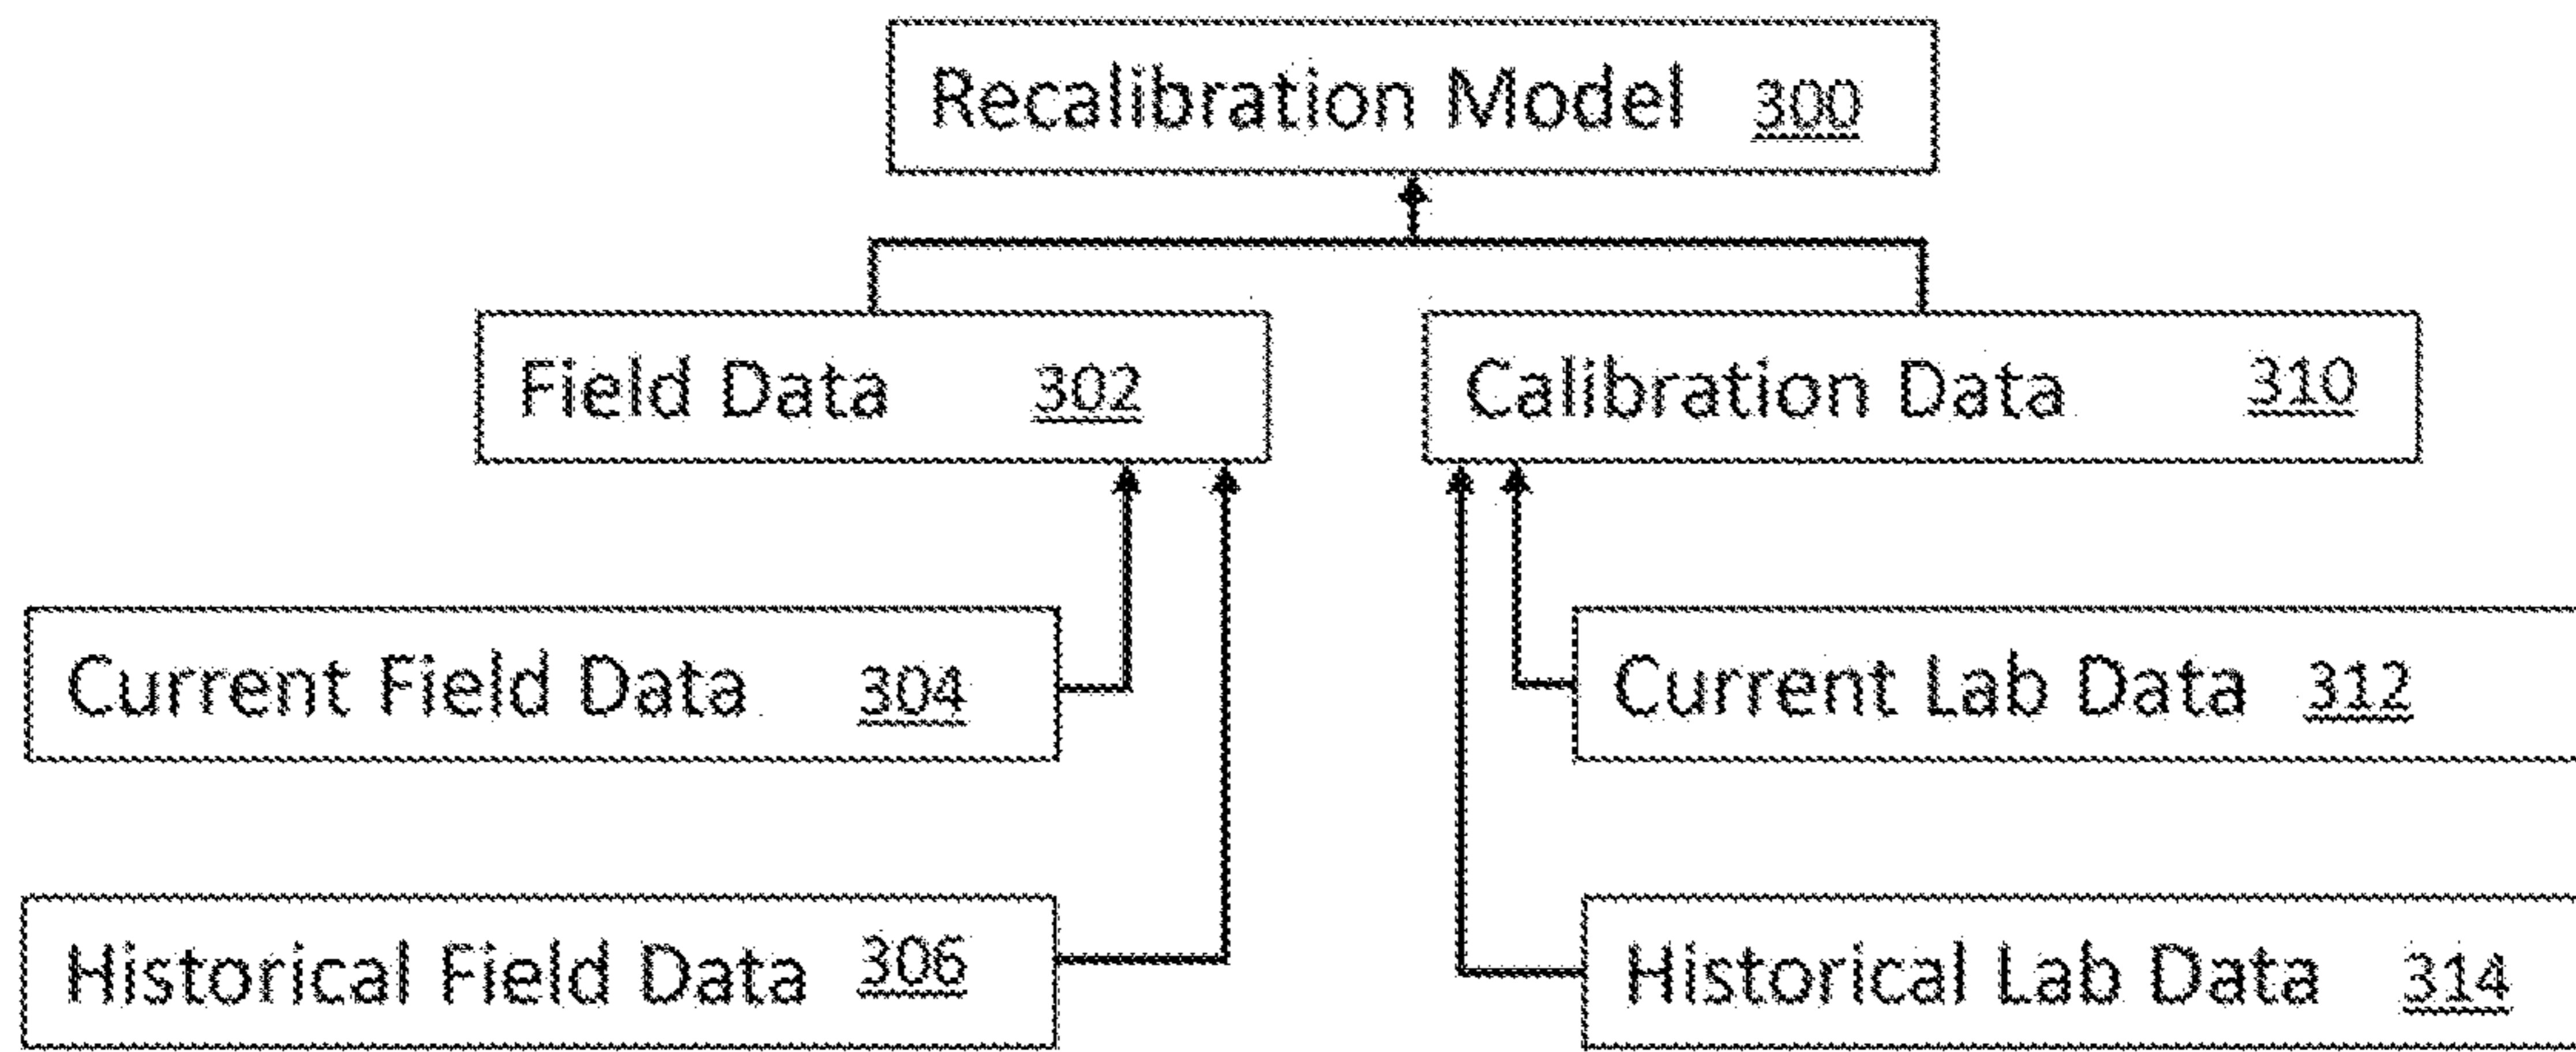 Recalibration Model 300
Field Data 302
Calibration Data 310
Current Field Data 304
Current Lab Data 312
Historical Field Data 306
Historical Lab Data 314